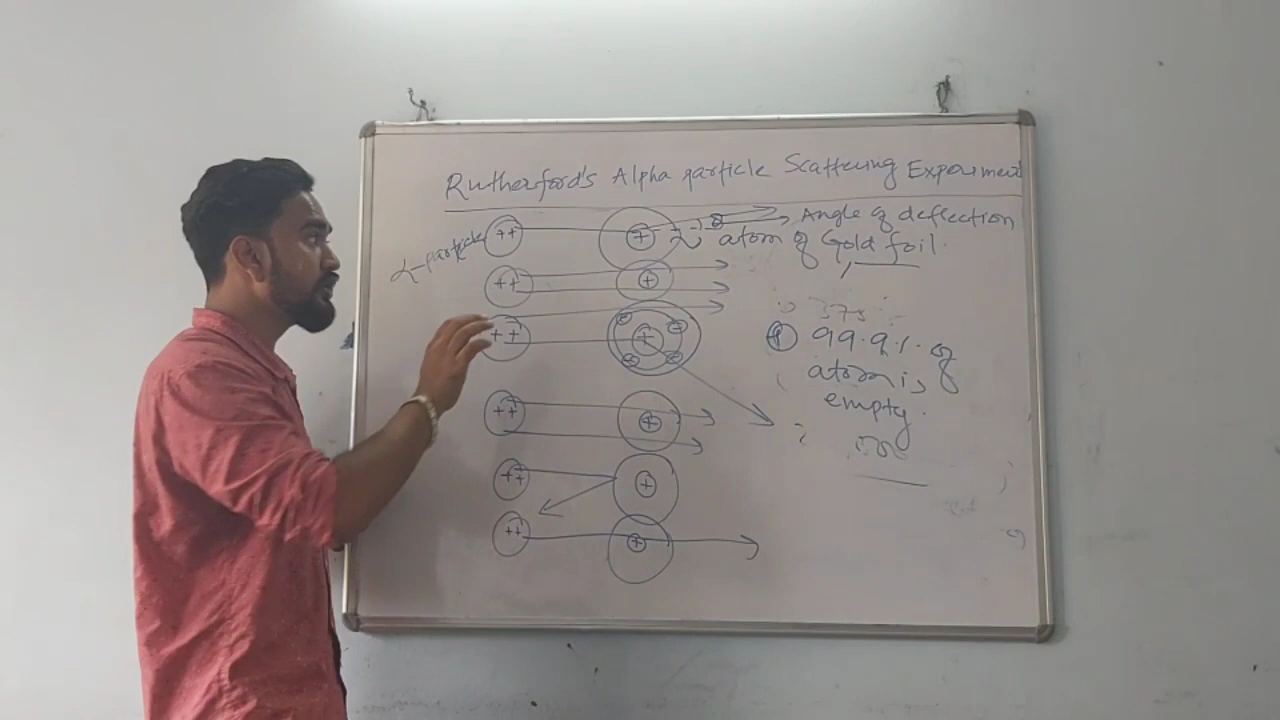 Rutherford's Alpha particle Scattering Experiment
α-particle
++ + θ Angle of deflection
atom of Gold foil.
++ +
++ + - - - -
① 99.9% of
atom is
empty.
++ +
++ +
++ +